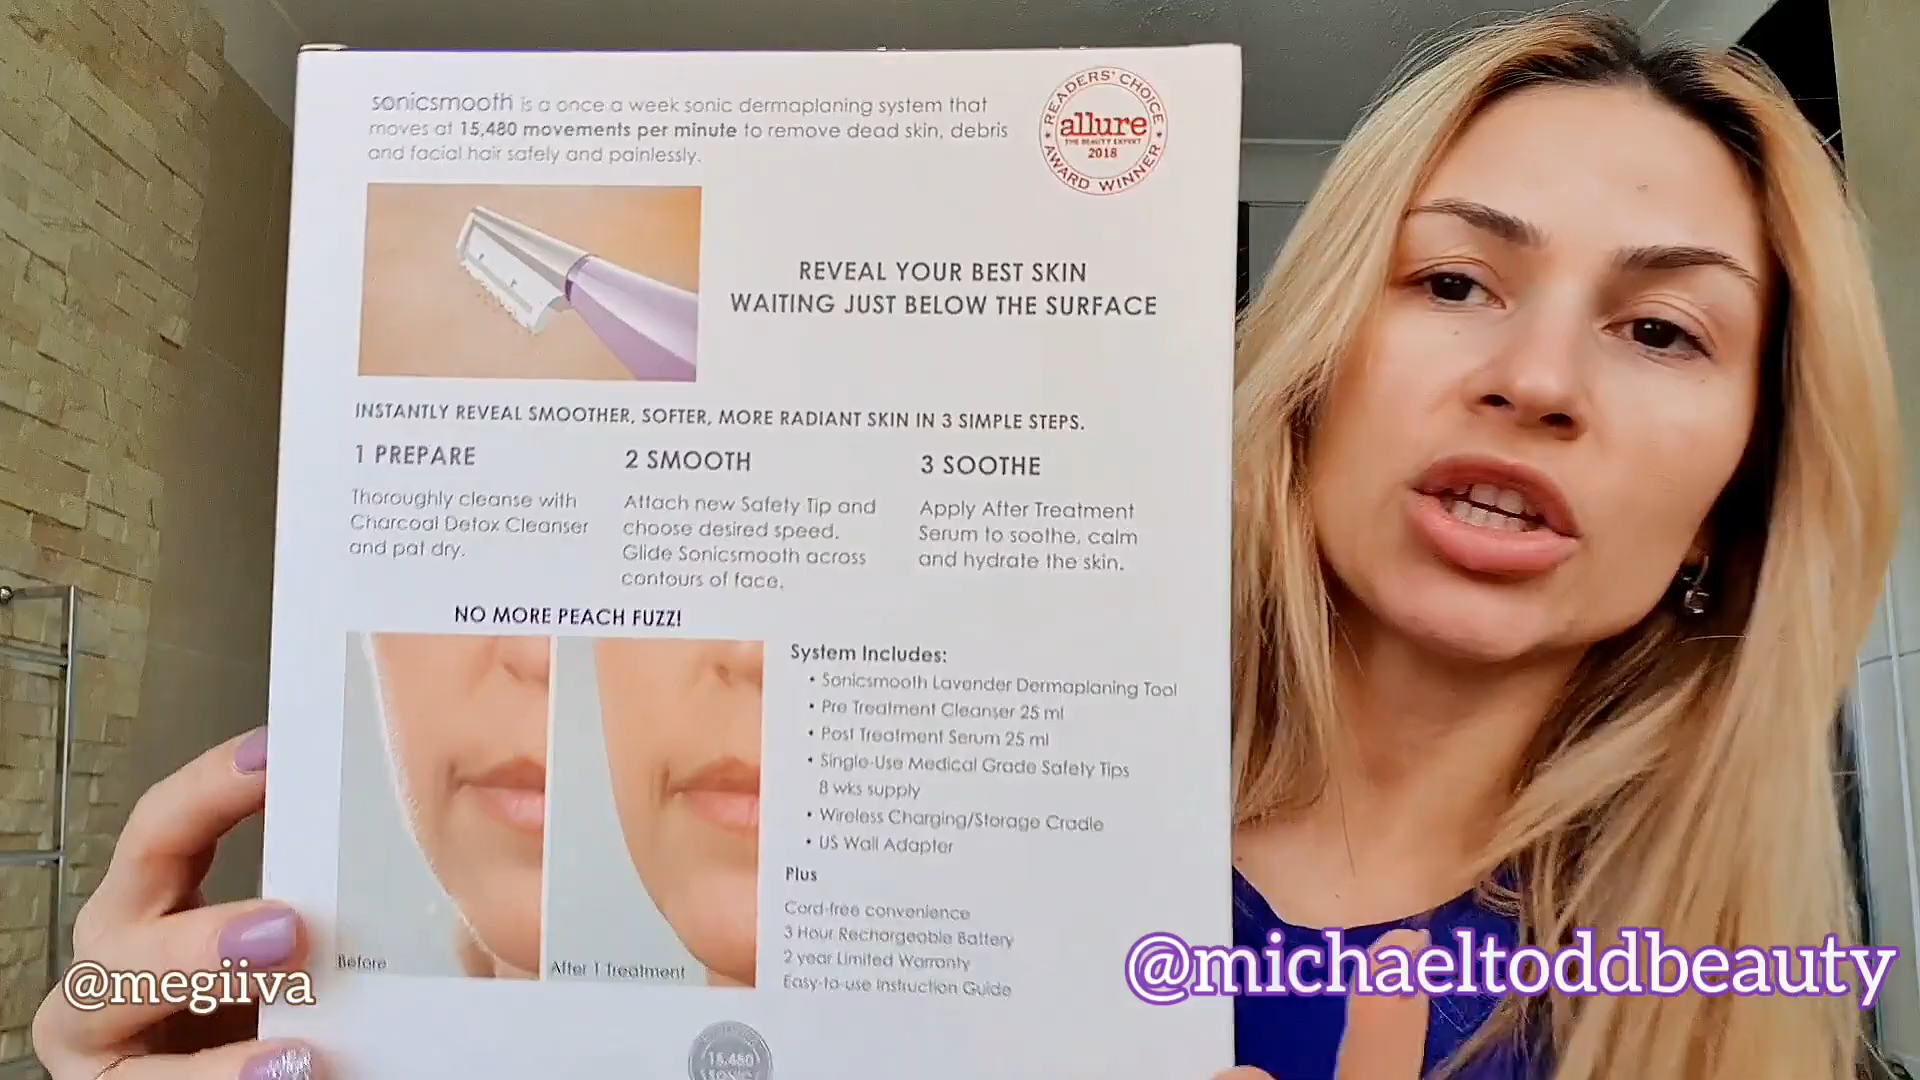 sonicsmooth is a once a week sonic dermaplaning system that
moves at 15,480 movements per minute to remove dead skin, debris
and facial hair safely and painlessly.
READERS' CHOICE
allure
THE BEAUTY EXPERT
2018
AWARD WINNER
REVEAL YOUR BEST SKIN
WAITING JUST BELOW THE SURFACE
INSTANTLY REVEAL SMOOTHER, SOFTER, MORE RADIANT SKIN IN 3 SIMPLE STEPS.
1 PREPARE
Thoroughly cleanse with
Charcoal Detox Cleanser
and pat dry.
2 SMOOTH
Attach new Safety Tip and
choose desired speed.
Glide Sonicsmooth across
contours of face.
3 SOOTHE
Apply After Treatment
Serum to soothe, calm
and hydrate the skin.
NO MORE PEACH FUZZ!
Before
After 1 Treatment
System Includes:
• Sonicsmooth Lavender Dermaplaning Tool
• Pre Treatment Cleanser 25 ml
• Post Treatment Serum 25 ml
• Single-Use Medical Grade Safety Tips
8 wks supply
• Wireless Charging/Storage Cradle
• US Wall Adapter
Plus
Cord-free convenience
3 Hour Rechargeable Battery
2 year Limited Warranty
Easy-to-use Instruction Guide
15,480
@megiiva
@michaeltoddbeauty